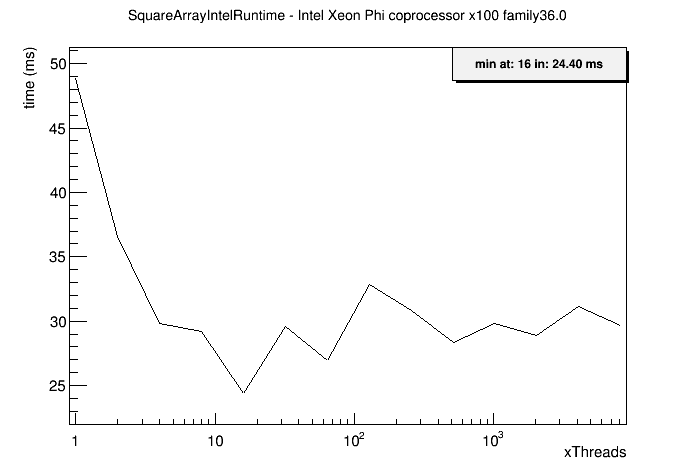 SquareArrayIntelRuntime - Intel Xeon Phi coprocessor x100 family36.0
time (ms)
min at: 16 in: 24.40 ms
50
45
40
35
30
25
1 10 10² 10³
xThreads